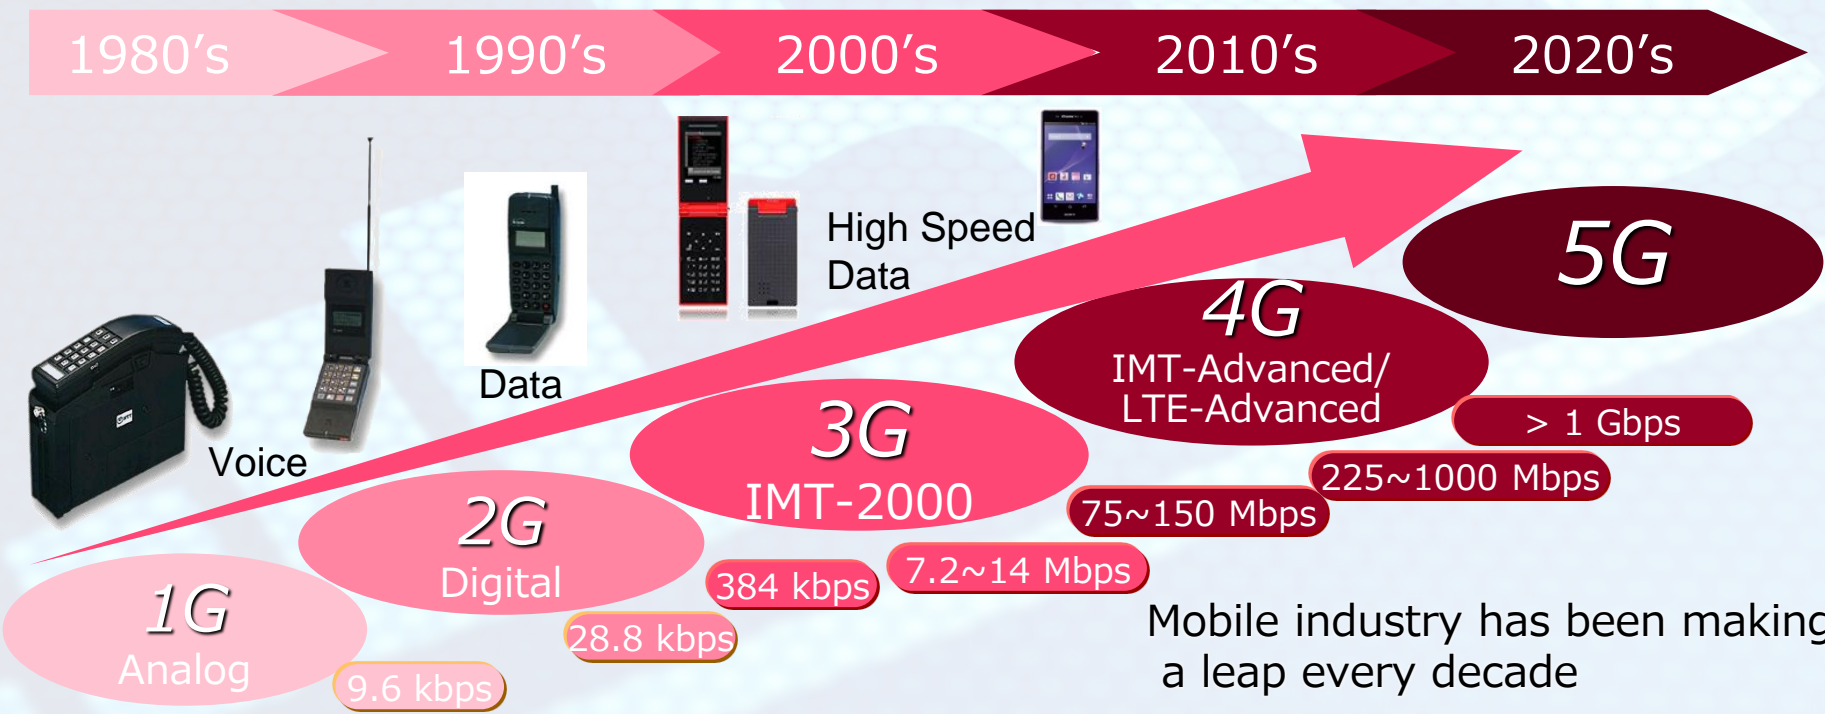 1980's
1990's
2000's
2010's
2020's
High Speed
Data
5G
4G
IMT-Advanced/
LTE-Advanced
Data
> 1 Gbps
3G
IMT-2000
Voice
225~1000 Mbps
75~150 Mbps
2G
Digital
384 kbps
7.2~14 Mbps
1G
Analog
28.8 kbps
9.6 kbps
Mobile industry has been making
a leap every decade